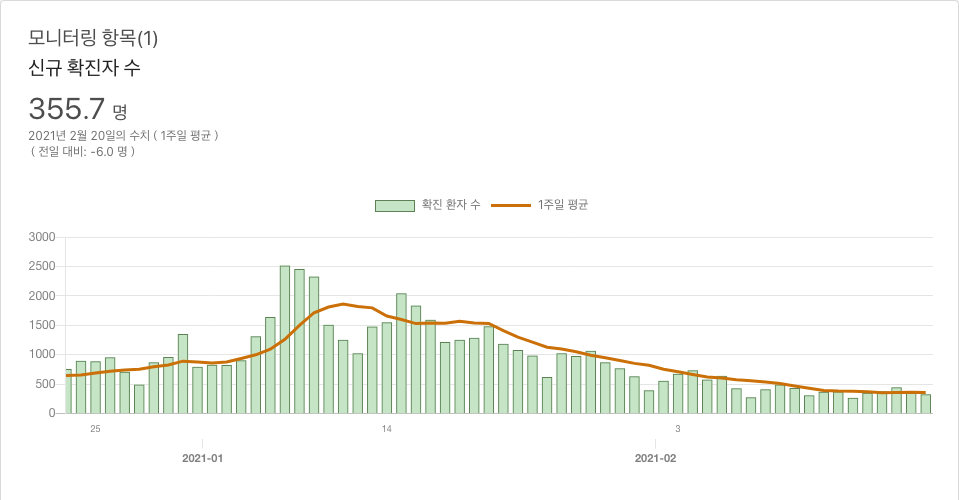 모니터링 항목(1)
신규 확진자 수
355.7 명
2021년 2월 20일의 수치 ( 1주일 평균 )
( 전일 대비: -6.0 명 )
확진 환자 수 1주일 평균
3000
2500
2000
1500
1000
500
0
25 14 3
2021-01 2021-02